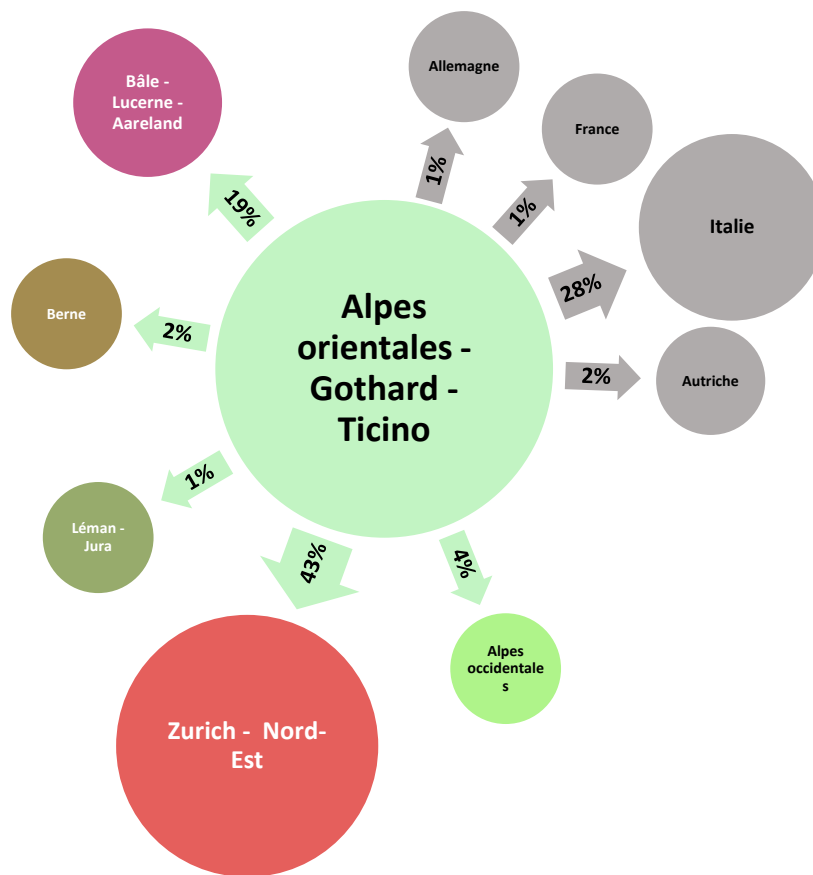 Allemagne
Bâle -
Lucerne -
Aareland
France
1%
1%
19%
Italie
28%
Berne
2%
Alpes
orientales -
Gothard -
Ticino
2%
Autriche
1%
Léman -
Jura
43%
4%
Alpes
occidentale
s
Zurich - Nord-
Est